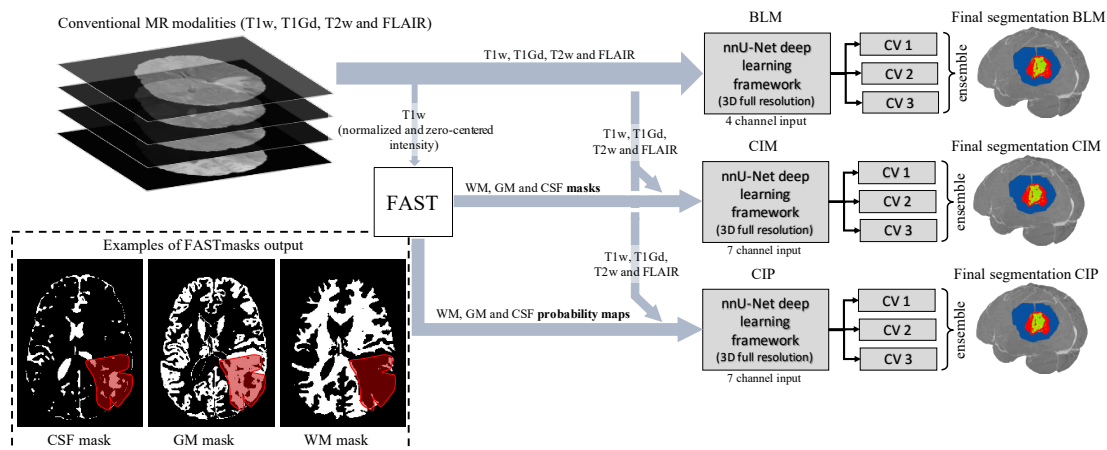 Conventional MR modalities (T1w, T1Gd, T2w and FLAIR)
T1w, T1Gd, T2w and FLAIR
T1w
(normalized and zero-centered
intensity)
FAST
WM, GM and CSF masks
WM, GM and CSF probability maps
T1w, T1Gd,
T2w and FLAIR
T1w, T1Gd,
T2w and FLAIR
BLM
nnU-Net deep
learning
framework
(3D full resolution)
4 channel input
CV 1
CV 2
CV 3
ensemble
Final segmentation BLM
CIM
nnU-Net deep
learning
framework
(3D full resolution)
7 channel input
CV 1
CV 2
CV 3
ensemble
Final segmentation CIM
CIP
nnU-Net deep
learning
framework
(3D full resolution)
7 channel input
CV 1
CV 2
CV 3
ensemble
Final segmentation CIP
Examples of FASTmasks output
CSF mask
GM mask
WM mask